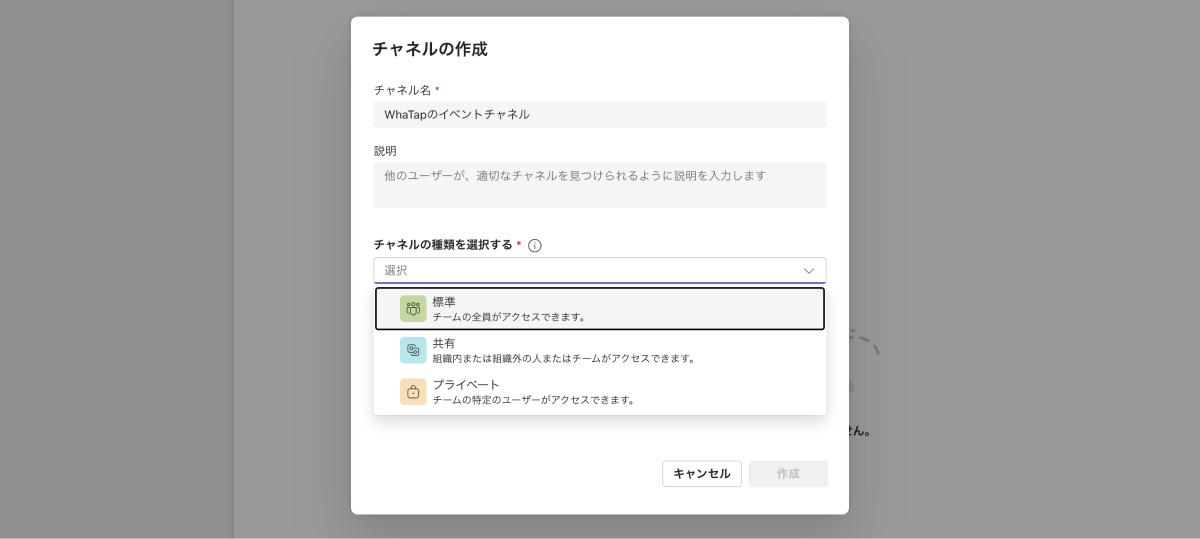 チャネルの作成
チャネル名 *
WhaTapのイベントチャネル
説明
他のユーザーが、適切なチャネルを見つけられるように説明を入力します
チャネルの種類を選択する *
選択
標準
チームの全員がアクセスできます。
共有
組織内または組織外の人またはチームがアクセスできます。
プライベート
チームの特定のユーザーがアクセスできます。
せん。
キャンセル
作成